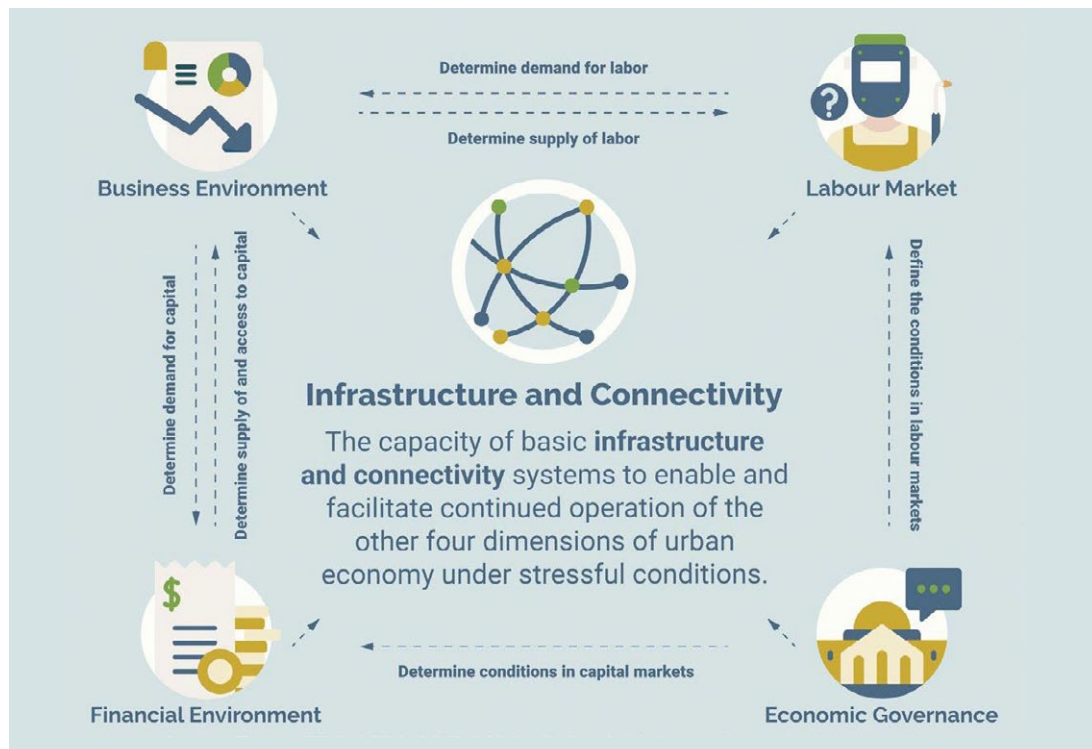 Determine demand for labor
Determine supply of labor
Business Environment
?
Labour Market
Determine demand for capital
Determine supply of and access to capital
Define the conditions in labour markets
Infrastructure and Connectivity
The capacity of basic infrastructure
and connectivity systems to enable and
facilitate continued operation of the
other four dimensions of urban
economy under stressful conditions.
$
Determine conditions in capital markets
Financial Environment
Economic Governance